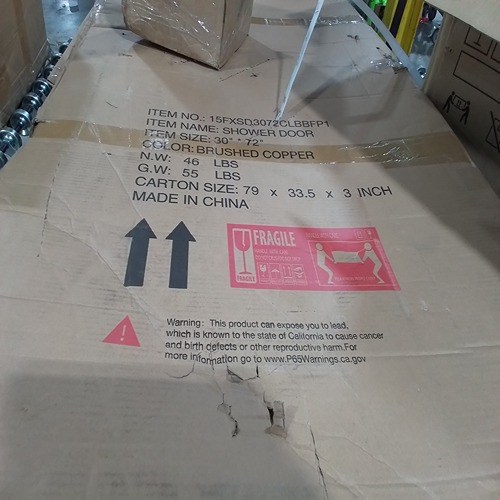 ITEM NO.: 15FXSD3072CLBBFP1
ITEM NAME: SHOWER DOOR
ITEM SIZE: 30" * 72"
COLOR: BRUSHED COPPER
N.W: 46 LBS
G.W: 55 LBS
CARTON SIZE: 79 x 33.5 x 3 INCH
MADE IN CHINA
FRAGILE
FRAGILE
Warning: This product can expose you to lead,
which is known to the state of California to cause cancer
and birth defects or other reproductive harm.For
more information go to www.P65Warnings.ca.gov